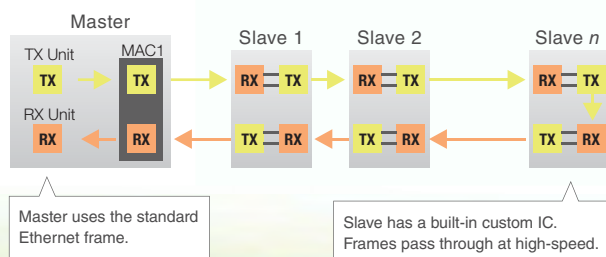 Master
Slave 1
Slave 2
Slave n
TX Unit
MAC1
TX
TX
RX
TX
RX
TX
RX
TX
RX Unit
RX
RX
TX
RX
TX
RX
TX
RX
Master uses the standard
Ethernet frame.
Slave has a built-in custom IC.
Frames pass through at high-speed.